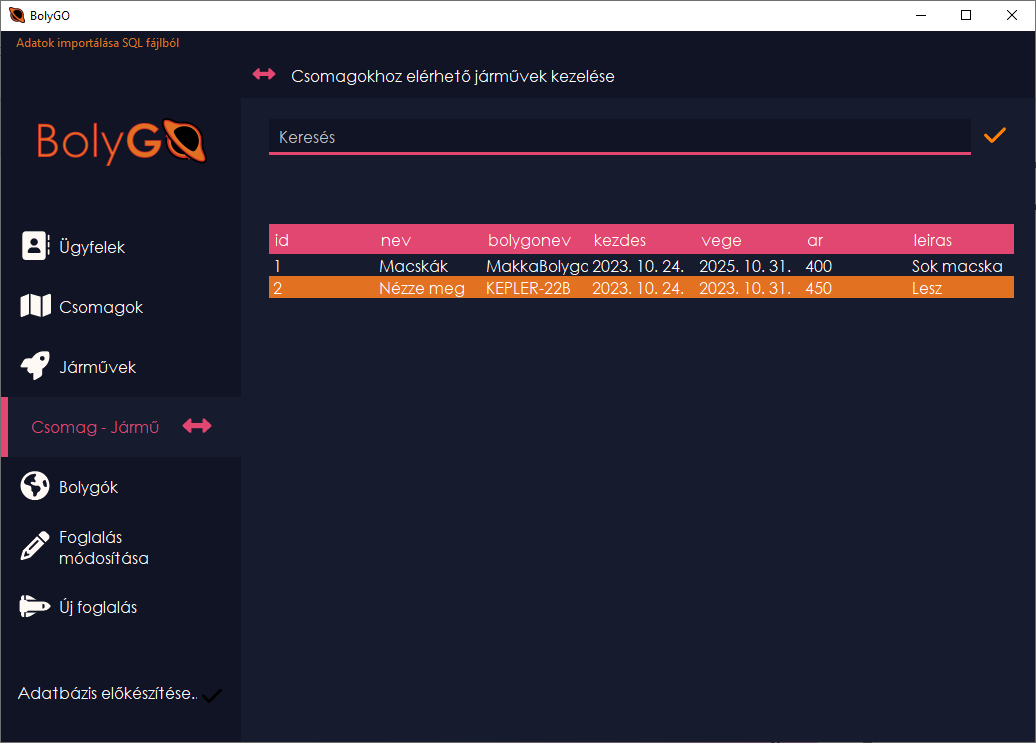 BolyGO
Adatok importálása SQL fájlból
Csomagokhoz elérhető járművek kezelése
BolyGO
Keresés
Ügyfelek
Csomagok
Járművek
Csomag - Jármű
Bolygók
Foglalás
módosítása
Új foglalás
Adatbázis előkészítése..
id nev bolygonev kezdes vege ar leiras
1 Macskák MakkaBolygo 2023. 10. 24. 2025. 10. 31. 400 Sok macska
2 Nézze meg KEPLER-22B 2023. 10. 24. 2023. 10. 31. 450 Lesz